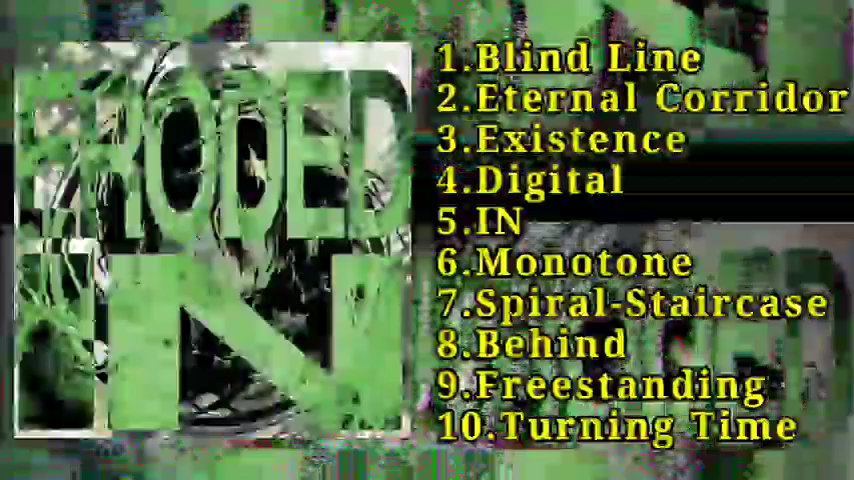 ERODED
IN
1.Blind Line
2.Eternal Corridor
3.Existence
4.Digital
5.IN
6.Monotone
7.Spiral-Staircase
8.Behind
9.Freestanding
10.Turning Time